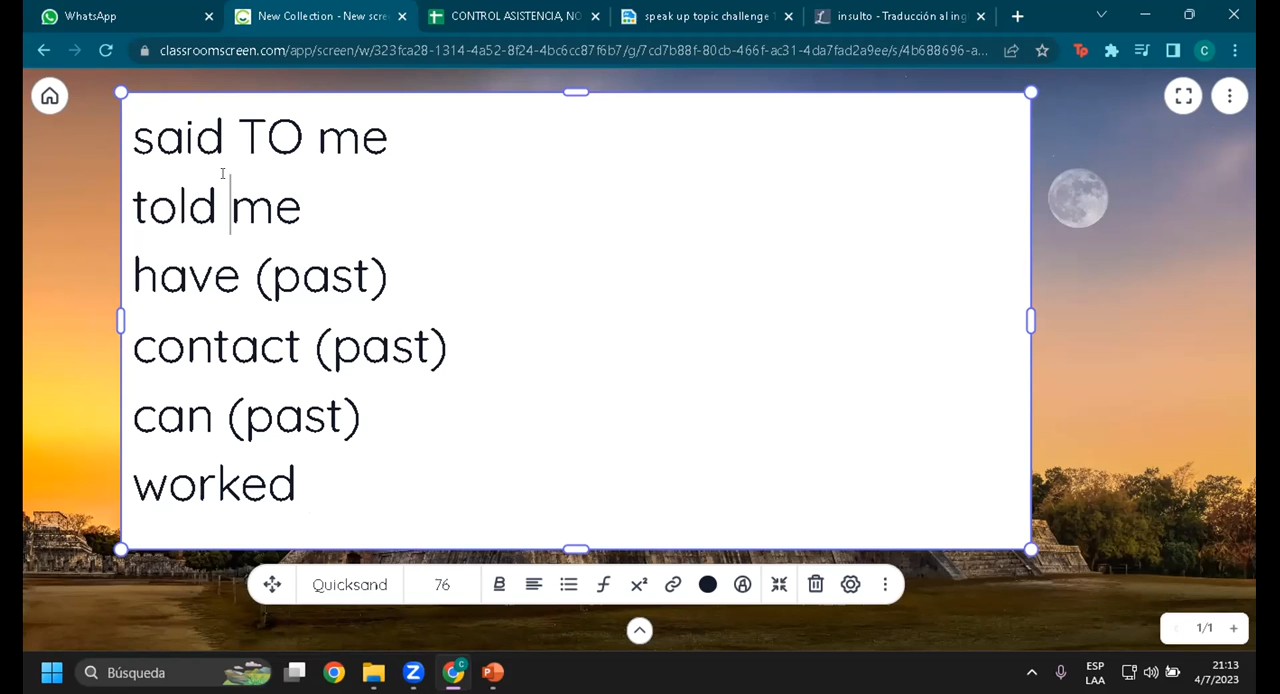 WhatsApp
New Collection - New scre
CONTROL ASISTENCIA, NO
speak up topic challenge
insulto - Traducción al ing
classroomscreen.com/app/screen/w/323fca28-1314-4a52-8f24-4bc6cc87f6b7/g/7cd7b88f-80cb-466f-ac31-4da7fad2a9ee/s/4b688696-a...
said TO me
told me
have (past)
contact (past)
can (past)
worked
Quicksand 76
1/1
Búsqueda
ESP
LAA
21:13
4/7/2023